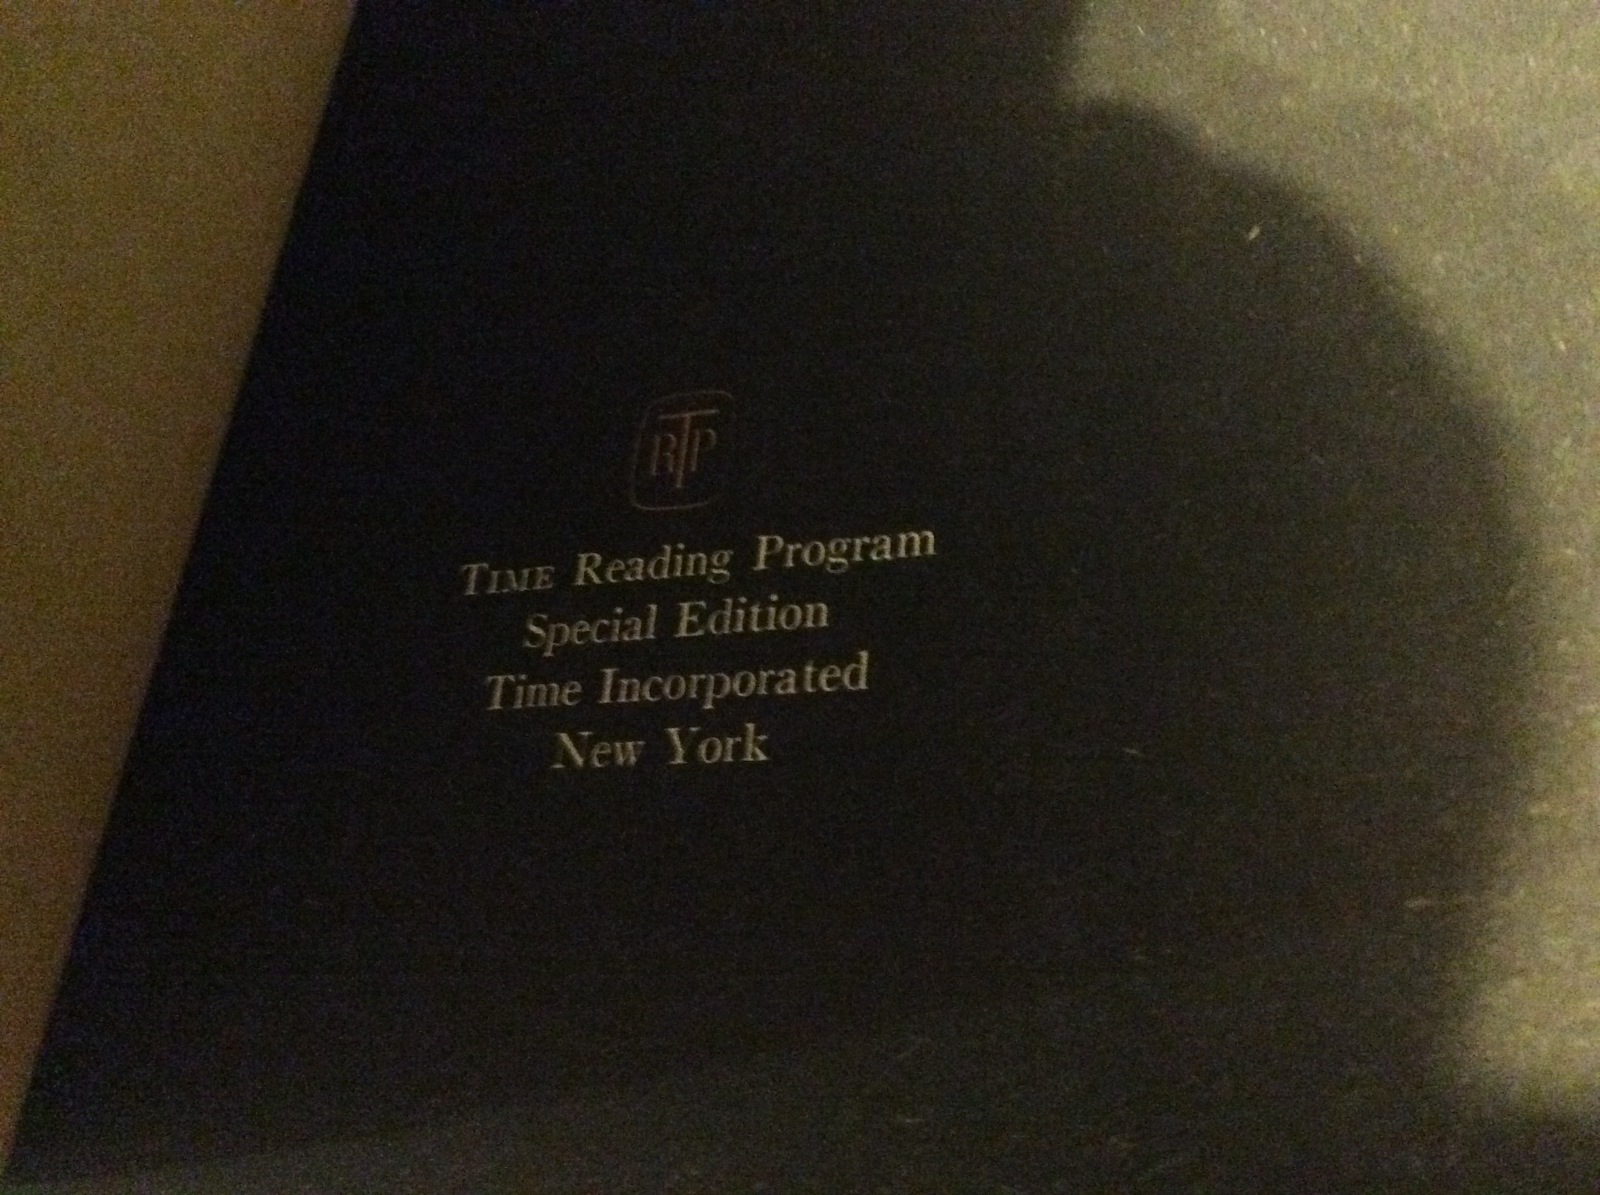 RTP
TIME Reading Program
Special Edition
Time Incorporated
New York